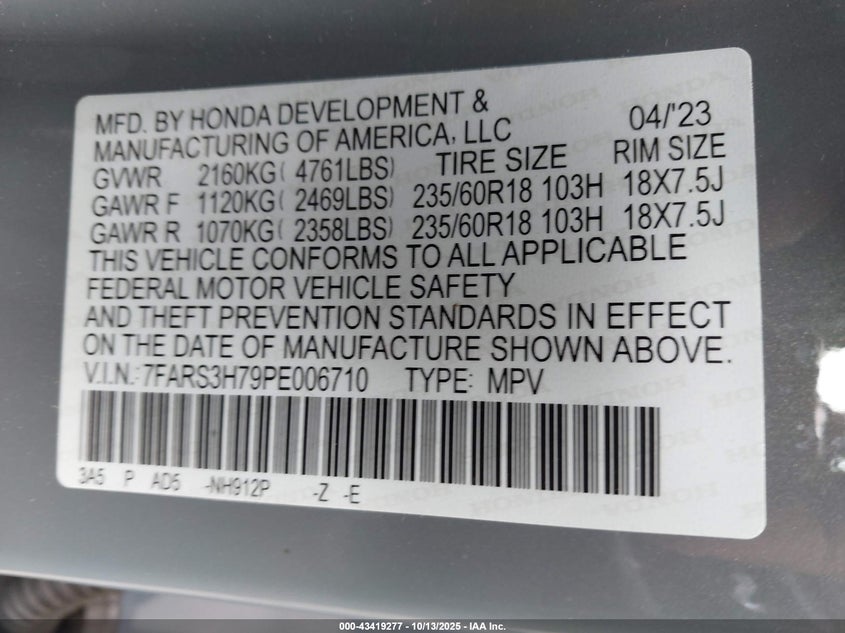 MFD. BY HONDA DEVELOPMENT &
MANUFACTURING OF AMERICA, LLC 04/'23
GVWR 2160KG( 4761LBS) TIRE SIZE RIM SIZE
GAWR F 1120KG( 2469LBS) 235/60R18 103H 18X7.5J
GAWR R 1070KG( 2358LBS) 235/60R18 103H 18X7.5J
THIS VEHICLE CONFORMS TO ALL APPLICABLE
FEDERAL MOTOR VEHICLE SAFETY
AND THEFT PREVENTION STANDARDS IN EFFECT
ON THE DATE OF MANUFACTURE SHOWN ABOVE.
V.I.N.: 7FARS3H79PE006710 TYPE: MPV
3A5 P AD5 -NH912P -Z -E
000-43419277 - 10/13/2025 - IAA Inc.